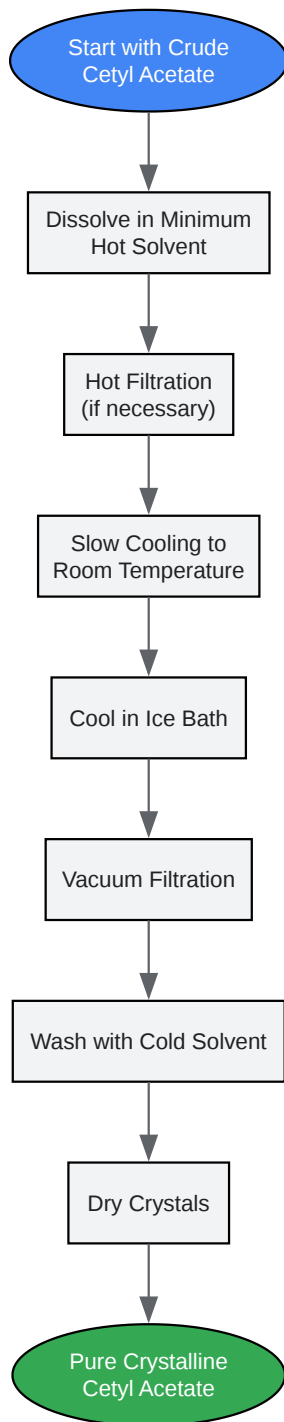 Start with Crude
Cetyl Acetate
Dissolve in Minimum
Hot Solvent
Hot Filtration
(if necessary)
Slow Cooling to
Room Temperature
Cool in Ice Bath
Vacuum Filtration
Wash with Cold Solvent
Dry Crystals
Pure Crystalline
Cetyl Acetate